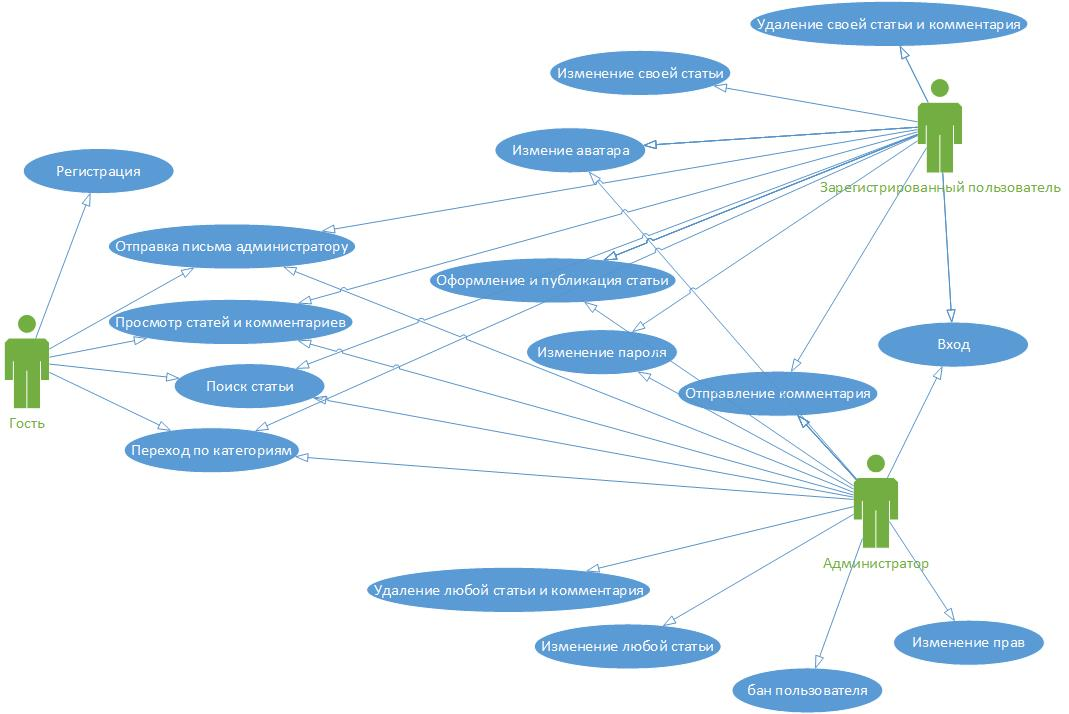 Удаление своей статьи и комментария
Изменение своей статьи
Измение аватара
Регистрация
Зарегистрированный пользователь
Отправка письма администратору
Оформление и публикация статьи
Просмотр статей и комментариев
Вход
Изменение пароля
Поиск статьи
Отправление комментария
Гость
Переход по категориям
Администратор
Удаление любой статьи и комментария
Изменение любой статьи
Изменение прав
бан пользователя